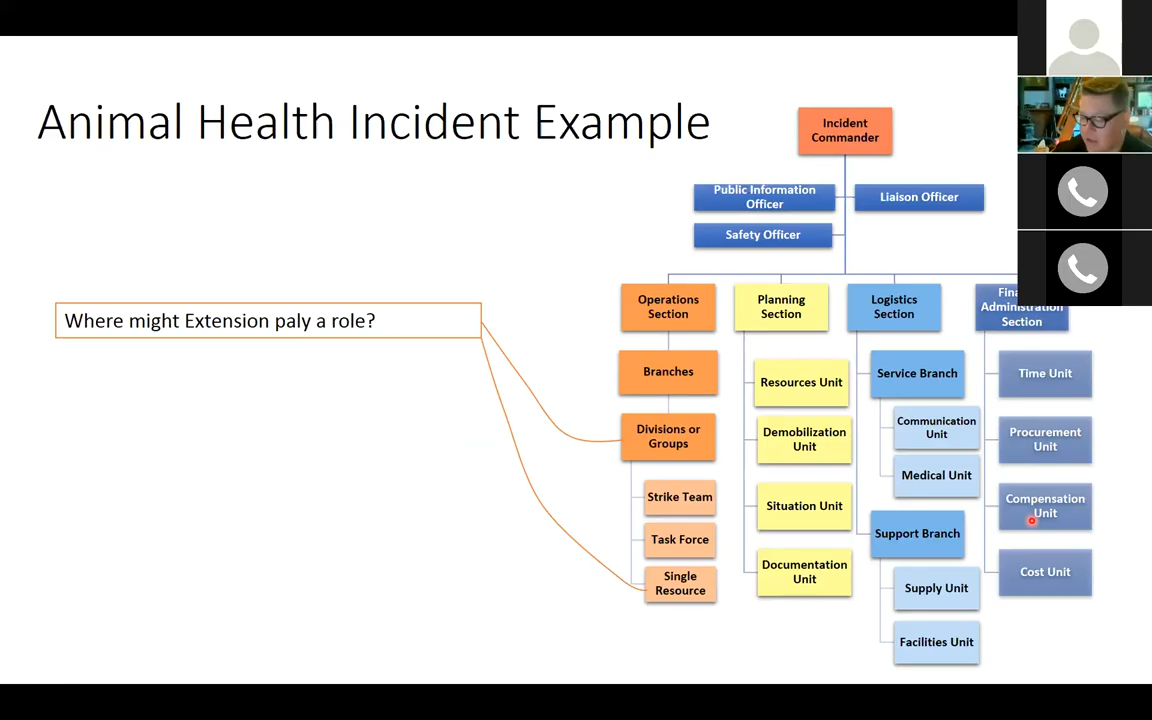 Animal Health Incident Example
Incident
Commander
Public Information
Officer
Liaison Officer
Safety Officer
Where might Extension paly a role?
Operations
Section
Branches
Divisions or
Groups
Strike Team
Task Force
Single
Resource
Planning
Section
Resources Unit
Demobilization
Unit
Situation Unit
Documentation
Unit
Logistics
Section
Service Branch
Communication
Unit
Medical Unit
Support Branch
Supply Unit
Facilities Unit
Administration
Section
Time Unit
Procurement
Unit
Compensation
Unit
Cost Unit